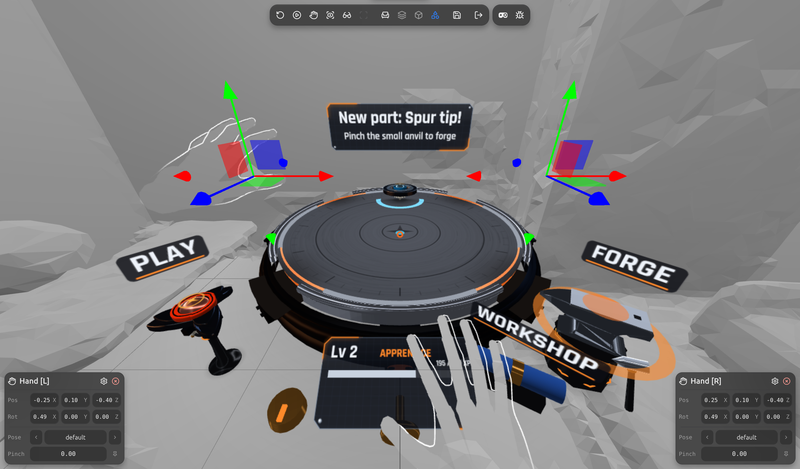 New part: Spur tip!
Pinch the small anvil to forge
PLAY
FORGE
WORKSHOP
Lv 2
Hand [L]
Pos -0.25 X 0.10 Y -0.40 Z
Rot 0.49 X 0.00 Y 0.00 Z
Pose default
Pinch 0.00
Hand [R]
Pos 0.25 X 0.10 Y -0.40 Z
Rot 0.49 X 0.00 Y 0.00 Z
Pose default
Pinch 0.00